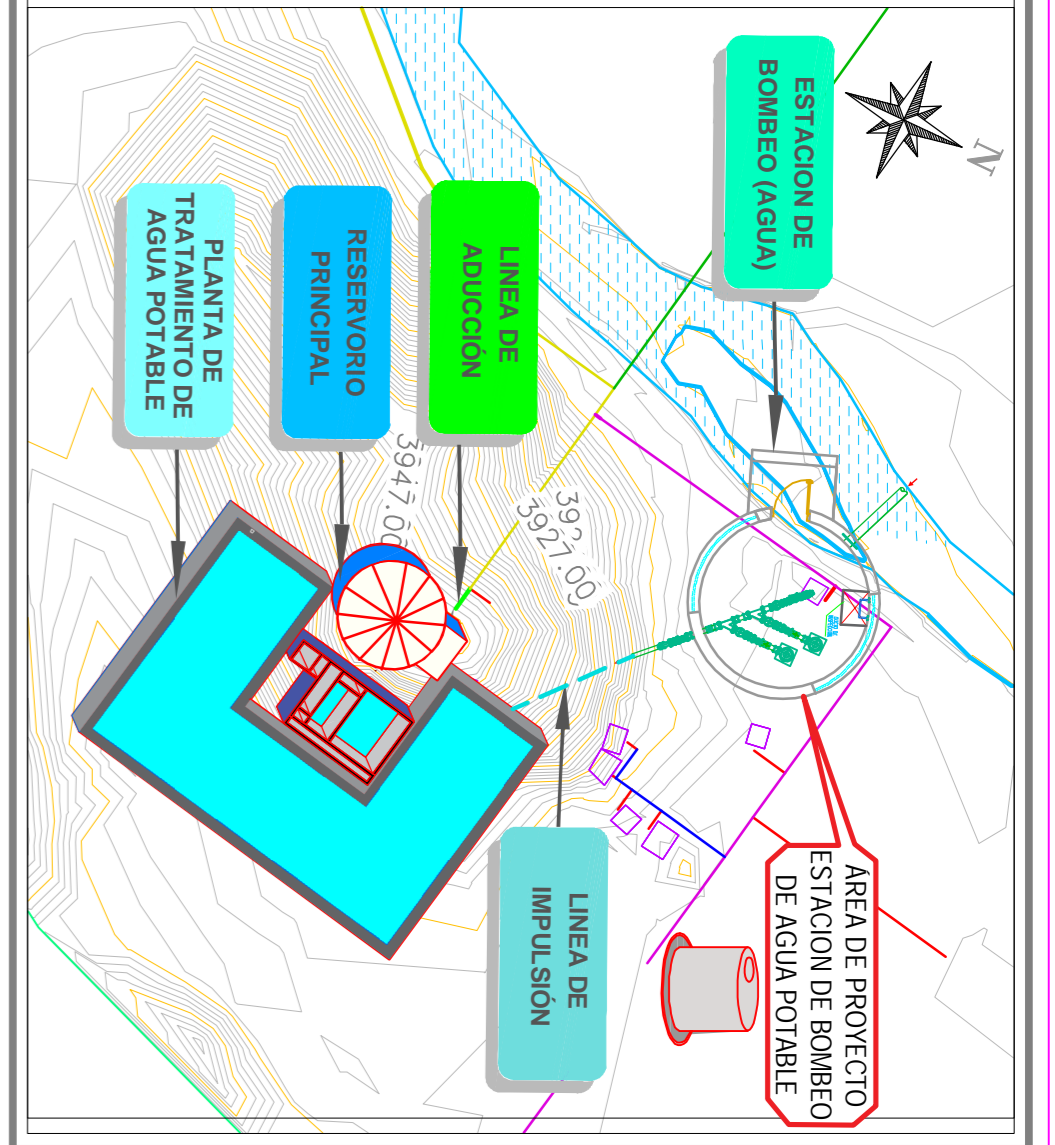 N
ESTACION DE
BOMBEO (AGUA)
LINEA DE
ADUCCIÓN
RESERVORIO
PRINCIPAL
PLANTA DE
TRATAMIENTO DE
AGUA POTABLE
3947.00
392
3927.00
ÁREA DE PROYECTO
ESTACION DE BOMBEO
DE AGUA POTABLE
LINEA DE
IMPULSIÓN